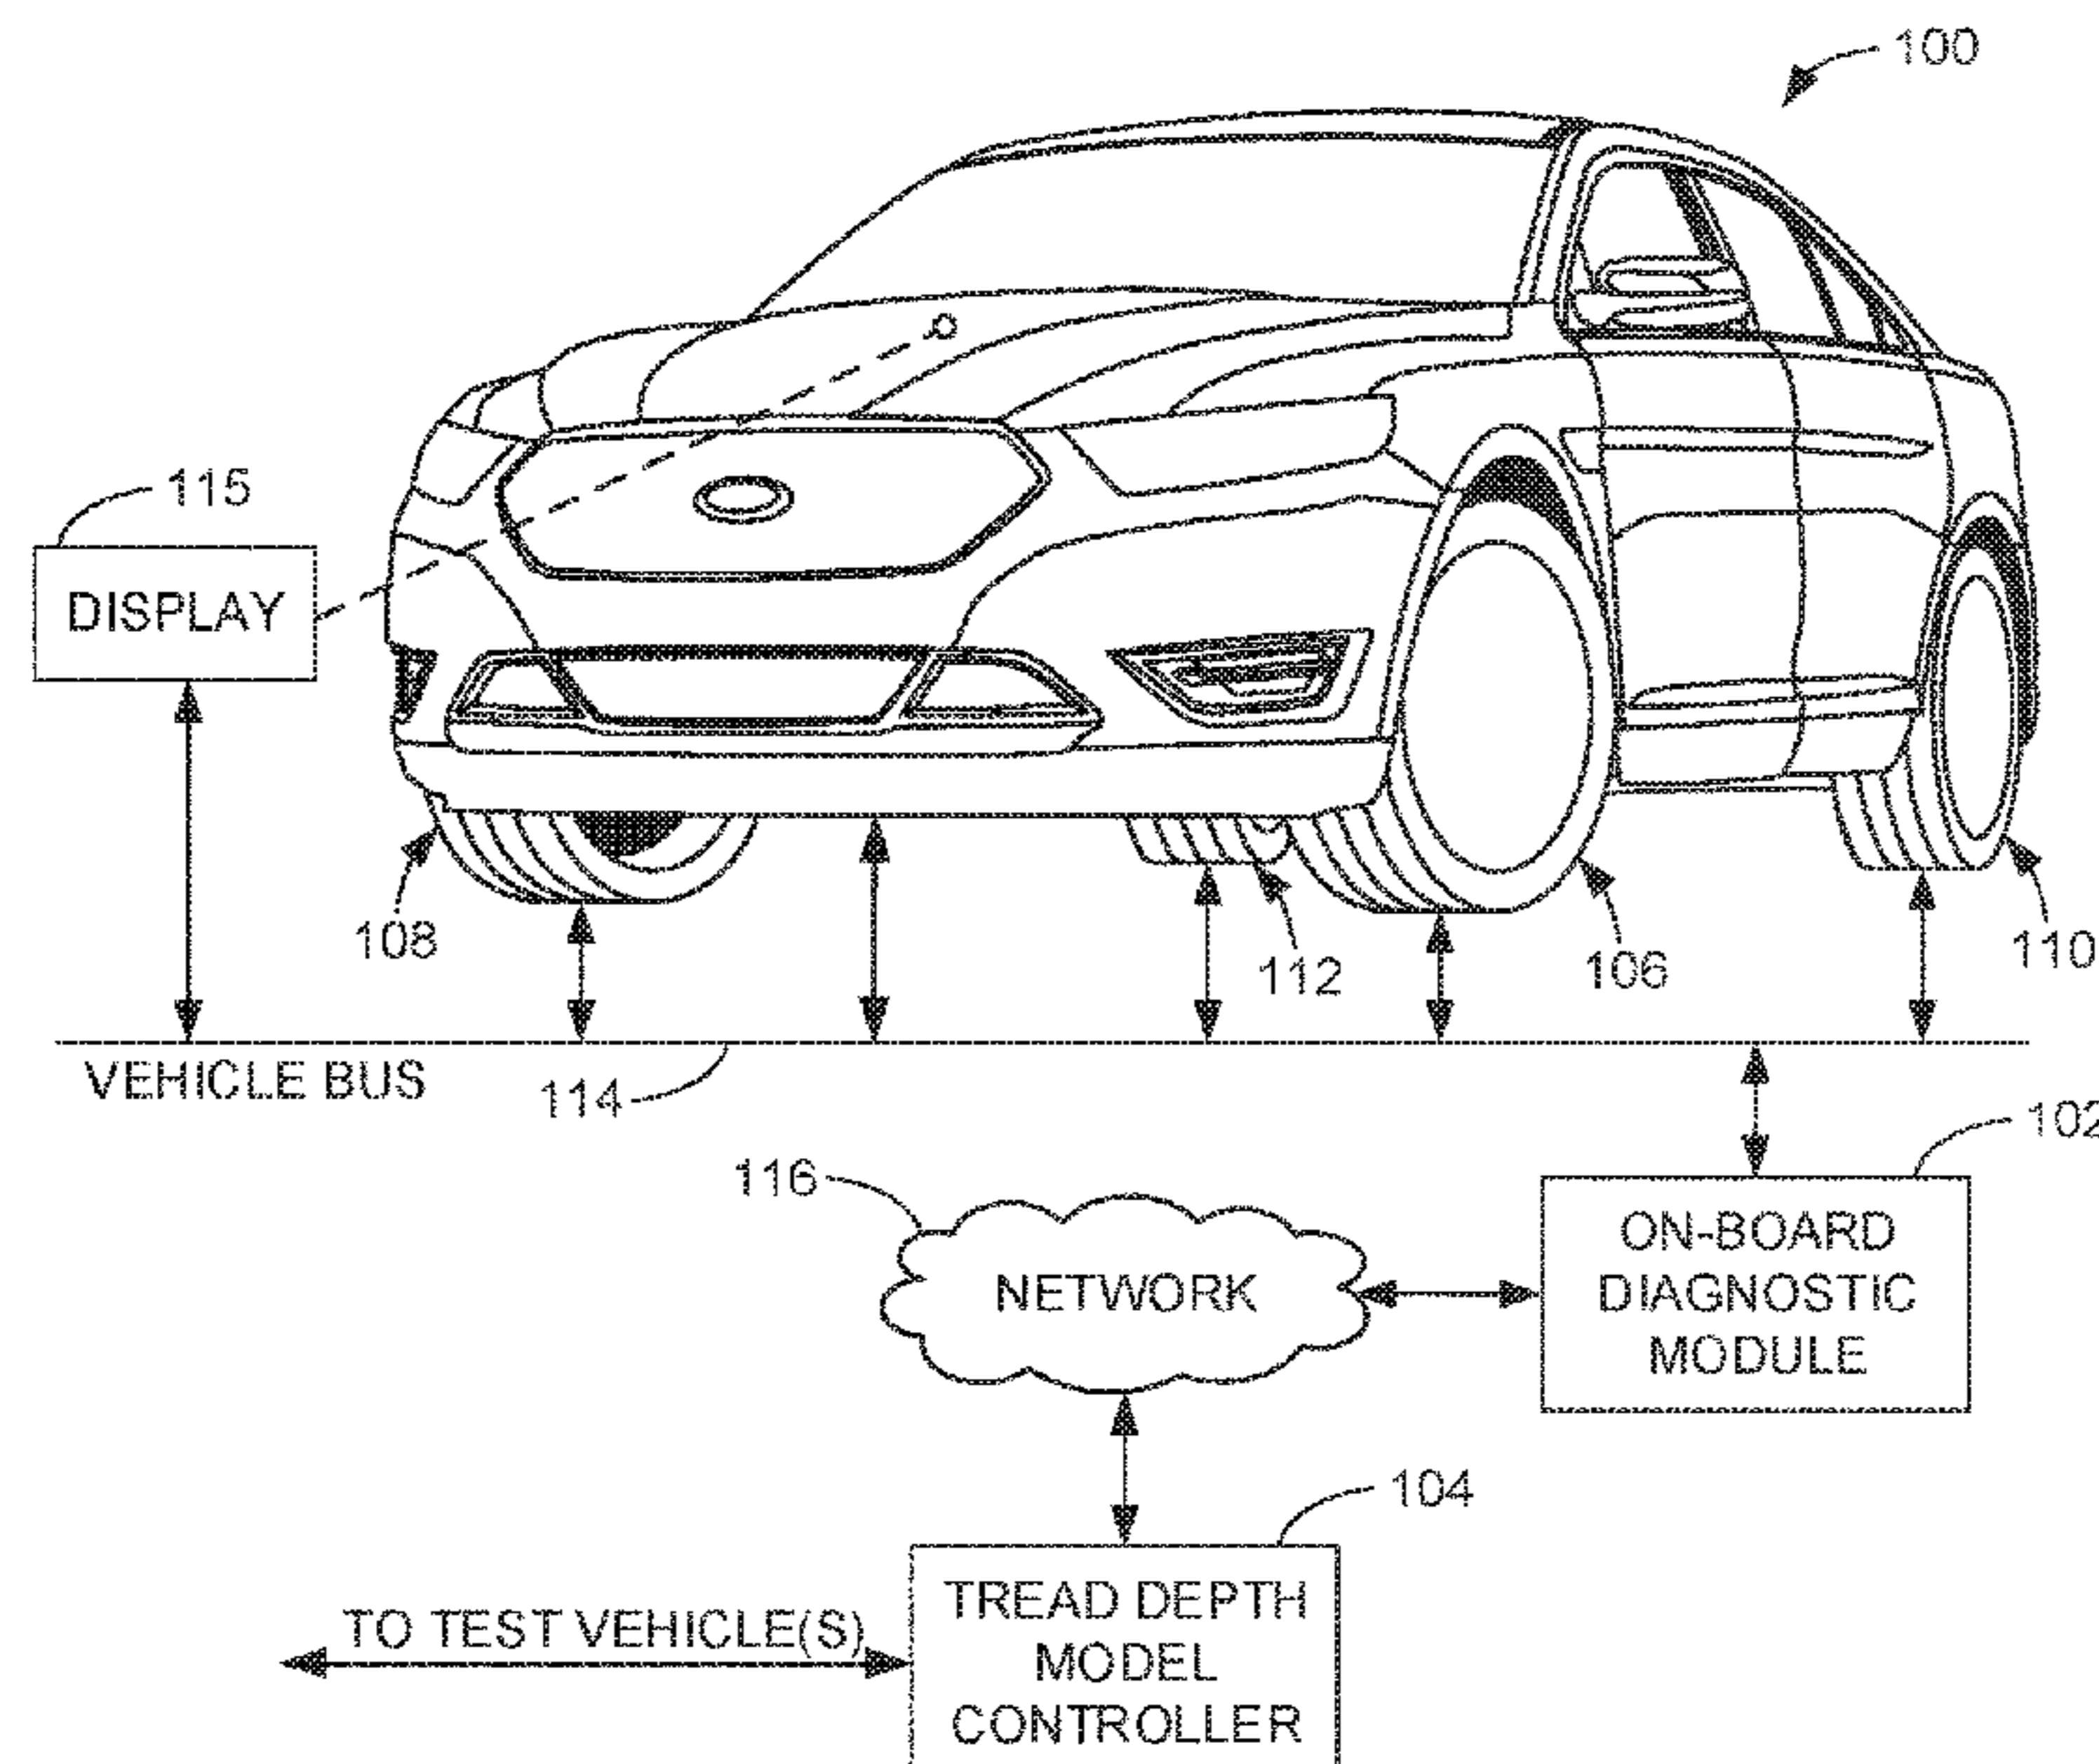 100
115
DISPLAY
108
112
106
110
VEHICLE BUS
114
102
116
ON-BOARD
DIAGNOSTIC
MODULE
NETWORK
104
TO TEST VEHICLE(S)
TREAD DEPTH
MODEL
CONTROLLER